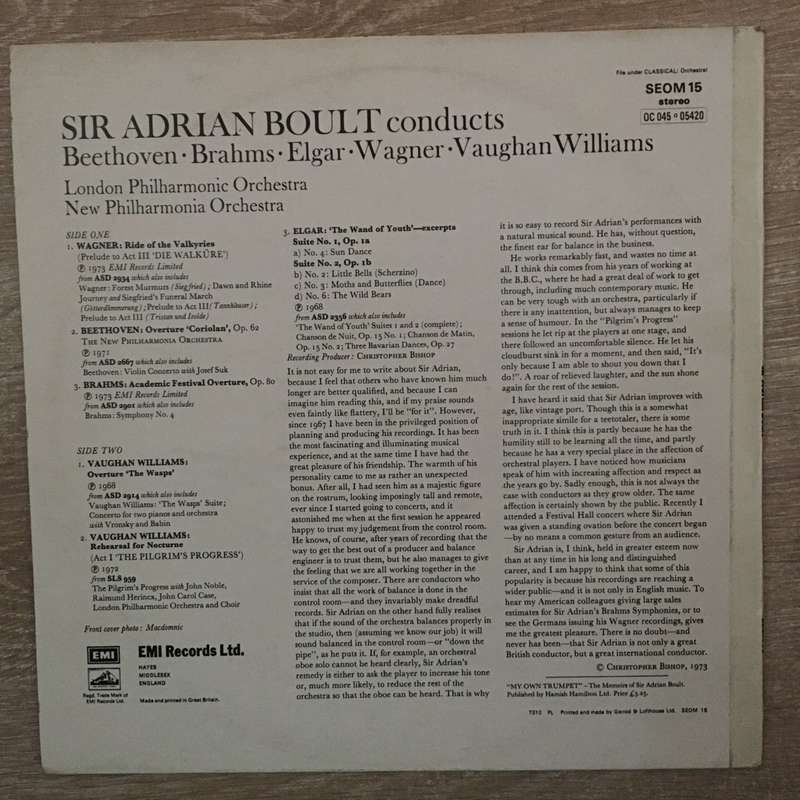 File under CLASSICAL: Orchestral
SEOM 15
stereo
OC 045 o 05420
SIR ADRIAN BOULT conducts
Beethoven · Brahms · Elgar · Wagner · Vaughan Williams
London Philharmonic Orchestra
New Philharmonia Orchestra
SIDE ONE
1. WAGNER: Ride of the Valkyries
(Prelude to Act III 'DIE WALKÜRE')
℗ 1973 EMI Records Limited
from ASD 2934 which also includes
Wagner: Forest Murmurs (Siegfried); Dawn and Rhine
Journey and Siegfried's Funeral March
(Götterdämmerung); Prelude to Act III (Tannhäuser);
Prelude to Act III (Tristan und Isolde)
2. BEETHOVEN: Overture 'Coriolan', Op. 62
THE NEW PHILHARMONIA ORCHESTRA
℗ 1971
from ASD 2667 which also includes
Beethoven: Violin Concerto with Josef Suk
3. BRAHMS: Academic Festival Overture, Op. 80
℗ 1973 EMI Records Limited
from ASD 2901 which also includes
Brahms: Symphony No. 4
SIDE TWO
1. VAUGHAN WILLIAMS:
Overture 'The Wasps'
℗ 1968
from ASD 2914 which also includes
Vaughan Williams: 'The Wasps' Suite;
Concerto for two pianos and orchestra
with Vronsky and Babin
2. VAUGHAN WILLIAMS:
Rehearsal for Nocturne
(Act I 'THE PILGRIM'S PROGRESS')
℗ 1972
from SLS 959
The Pilgrim's Progress with John Noble,
Raimund Herincx, John Carol Case,
London Philharmonic Orchestra and Choir
Front cover photo: Macdomnic
EMI
EMI Records Ltd.
HAYES
MIDDLESEX
ENGLAND
Regd. Trade Mark of
EMI Records Ltd.
Made and printed in Great Britain.
3. ELGAR: 'The Wand of Youth'—excerpts
Suite No. 1, Op. 1a
a) No. 4: Sun Dance
Suite No. 2, Op. 1b
b) No. 2: Little Bells (Scherzino)
c) No. 3: Moths and Butterflies (Dance)
d) No. 6: The Wild Bears
℗ 1968
from ASD 2356 which also includes
'The Wand of Youth' Suites 1 and 2 (complete);
Chanson de Nuit, Op. 15 No. 1; Chanson de Matin,
Op. 15 No. 2; Three Bavarian Dances, Op. 27
Recording Producer: CHRISTOPHER BISHOP
It is not easy for me to write about Sir Adrian,
because I feel that others who have known him much
longer are better qualified, and because I can
imagine him reading this, and if my praise sounds
even faintly like flattery, I'll be "for it". However,
since 1967 I have been in the privileged position of
planning and producing his recordings. It has been
the most fascinating and illuminating musical
experience, and at the same time I have had the
great pleasure of his friendship. The warmth of his
personality came to me as rather an unexpected
bonus. After all, I had seen him as a majestic figure
on the rostrum, looking imposingly tall and remote,
ever since I started going to concerts, and it
astonished me when at the first session he appeared
happy to trust my judgement from the control room.
He knows, of course, after years of recording that the
way to get the best out of a producer and balance
engineer is to trust them, but he also manages to give
the feeling that we are all working together in the
service of the composer. There are conductors who
insist that all the work of balance is done in the
control room—and they invariably make dreadful
records. Sir Adrian on the other hand fully realises
that if the sound of the orchestra balances properly in
the studio, then (assuming we know our job) it will
sound balanced in the control room—or "down the
pipe", as he puts it. If, for example, an orchestral
oboe solo cannot be heard clearly, Sir Adrian's
remedy is either to ask the player to increase his tone
or, much more likely, to reduce the rest of the
orchestra so that the oboe can be heard. That is why
it is so easy to record Sir Adrian's performances with
a natural musical sound. He has, without question,
the finest ear for balance in the business.
He works remarkably fast, and wastes no time at
all. I think this comes from his years of working at
the B.B.C., where he had a great deal of work to get
through, including much contemporary music. He
can be very tough with an orchestra, particularly if
there is any inattention, but always manages to keep
a sense of humour. In the "Pilgrim's Progress"
sessions he let rip at the players at one stage, and
there followed an uncomfortable silence. He let his
cloudburst sink in for a moment, and then said, "It's
only because I am able to shout you down that I
do!". A roar of relieved laughter, and the sun shone
again for the rest of the session.
I have heard it said that Sir Adrian improves with
age, like vintage port. Though this is a somewhat
inappropriate simile for a teetotaler, there is some
truth in it. I think this is partly because he has the
humility still to be learning all the time, and partly
because he has a very special place in the affection of
orchestral players. I have noticed how musicians
speak of him with increasing affection and respect as
the years go by. Sadly enough, this is not always the
case with conductors as they grow older. The same
affection is certainly shown by the public. Recently I
attended a Festival Hall concert where Sir Adrian
was given a standing ovation before the concert began
—by no means a common gesture from an audience.
Sir Adrian is, I think, held in greater esteem now
than at any time in his long and distinguished
career, and I am happy to think that some of this
popularity is because his recordings are reaching a
wider public—and it is not only in English music. To
hear my American colleagues giving large sales
estimates for Sir Adrian's Brahms Symphonies, or to
see the Germans issuing his Wagner recordings, gives
me the greatest pleasure. There is no doubt—and
never has been—that Sir Adrian is not only a great
British conductor, but a great international conductor.
© CHRISTOPHER BISHOP, 1973
"MY OWN TRUMPET" – The Memoirs of Sir Adrian Boult.
Published by Hamish Hamilton Ltd. Price £3.25.
7310 PL Printed and made by Garrod & Lofthouse Ltd. SEOM 15